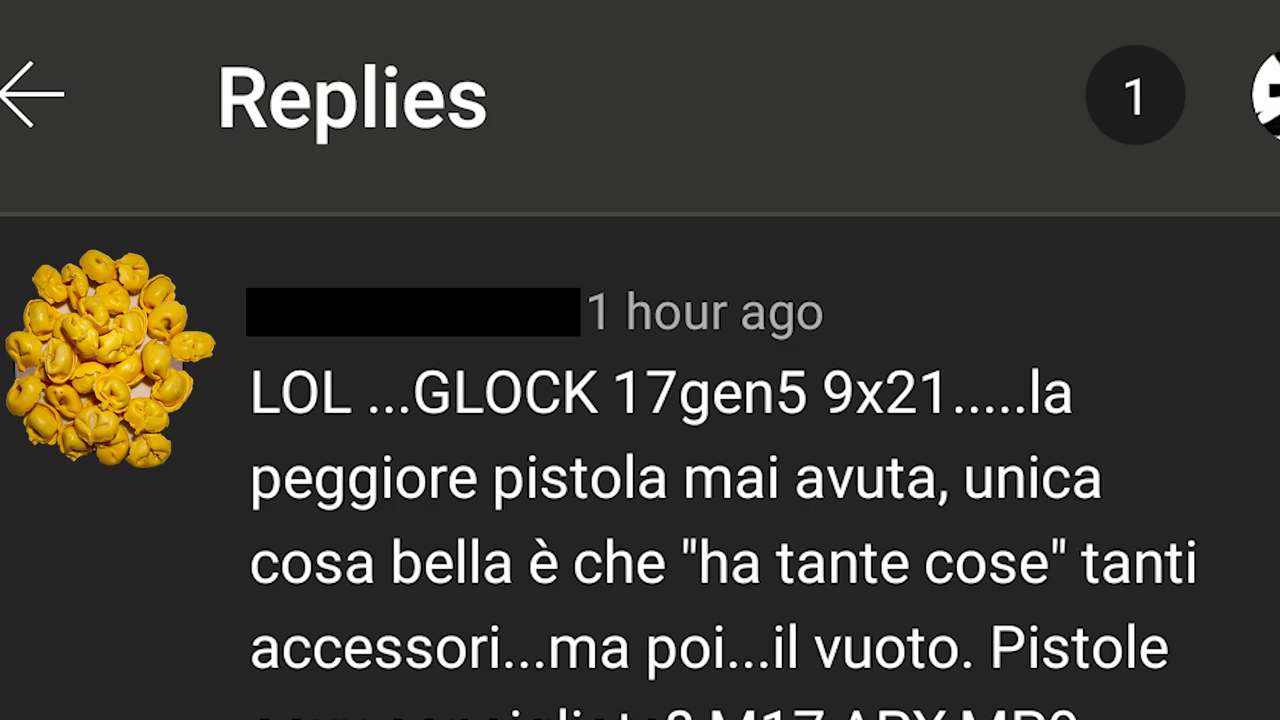 Replies
1
1 hour ago
LOL ...GLOCK 17gen5 9x21.....la
peggiore pistola mai avuta, unica
cosa bella è che "ha tante cose" tanti
accessori...ma poi...il vuoto. Pistole